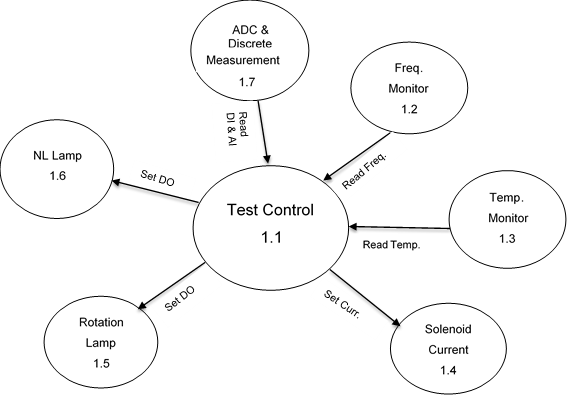 ADC &
Discrete
Measurement
1.7
Freq.
Monitor
1.2
Read
DI & AI
Read Freq.
NL Lamp
1.6
Set DO
Test Control
1.1
Temp.
Monitor
1.3
Read Temp.
Set DO
Set Curr.
Rotation
Lamp
1.5
Solenoid
Current
1.4